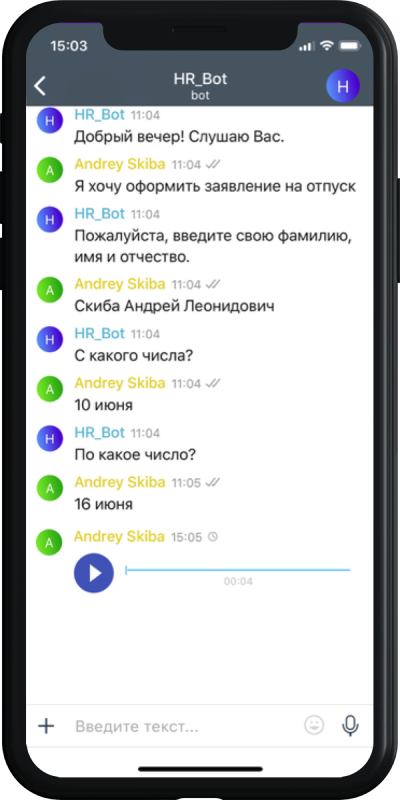 15:03
HR_Bot
bot
H
H
HR_Bot 11:04
Добрый вечер! Слушаю Вас.
A
Andrey Skiba 11:04
Я хочу оформить заявление на отпуск
H
HR_Bot 11:04
Пожалуйста, введите свою фамилию,
имя и отчество.
A
Andrey Skiba 11:04
Скиба Андрей Леонидович
H
HR_Bot 11:04
С какого числа?
A
Andrey Skiba 11:04
10 июня
H
HR_Bot 11:04
По какое число?
A
Andrey Skiba 11:05
16 июня
A
Andrey Skiba 15:05
00:04
Введите текст...